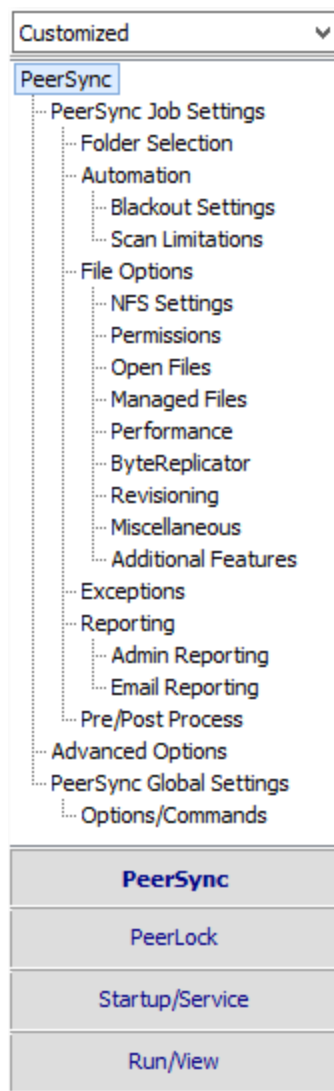 Customized
PeerSync
PeerSync Job Settings
Folder Selection
Automation
Blackout Settings
Scan Limitations
File Options
NFS Settings
Permissions
Open Files
Managed Files
Performance
ByteReplicator
Revisioning
Miscellaneous
Additional Features
Exceptions
Reporting
Admin Reporting
Email Reporting
Pre/Post Process
Advanced Options
PeerSync Global Settings
Options/Commands
PeerSync
PeerLock
Startup/Service
Run/View